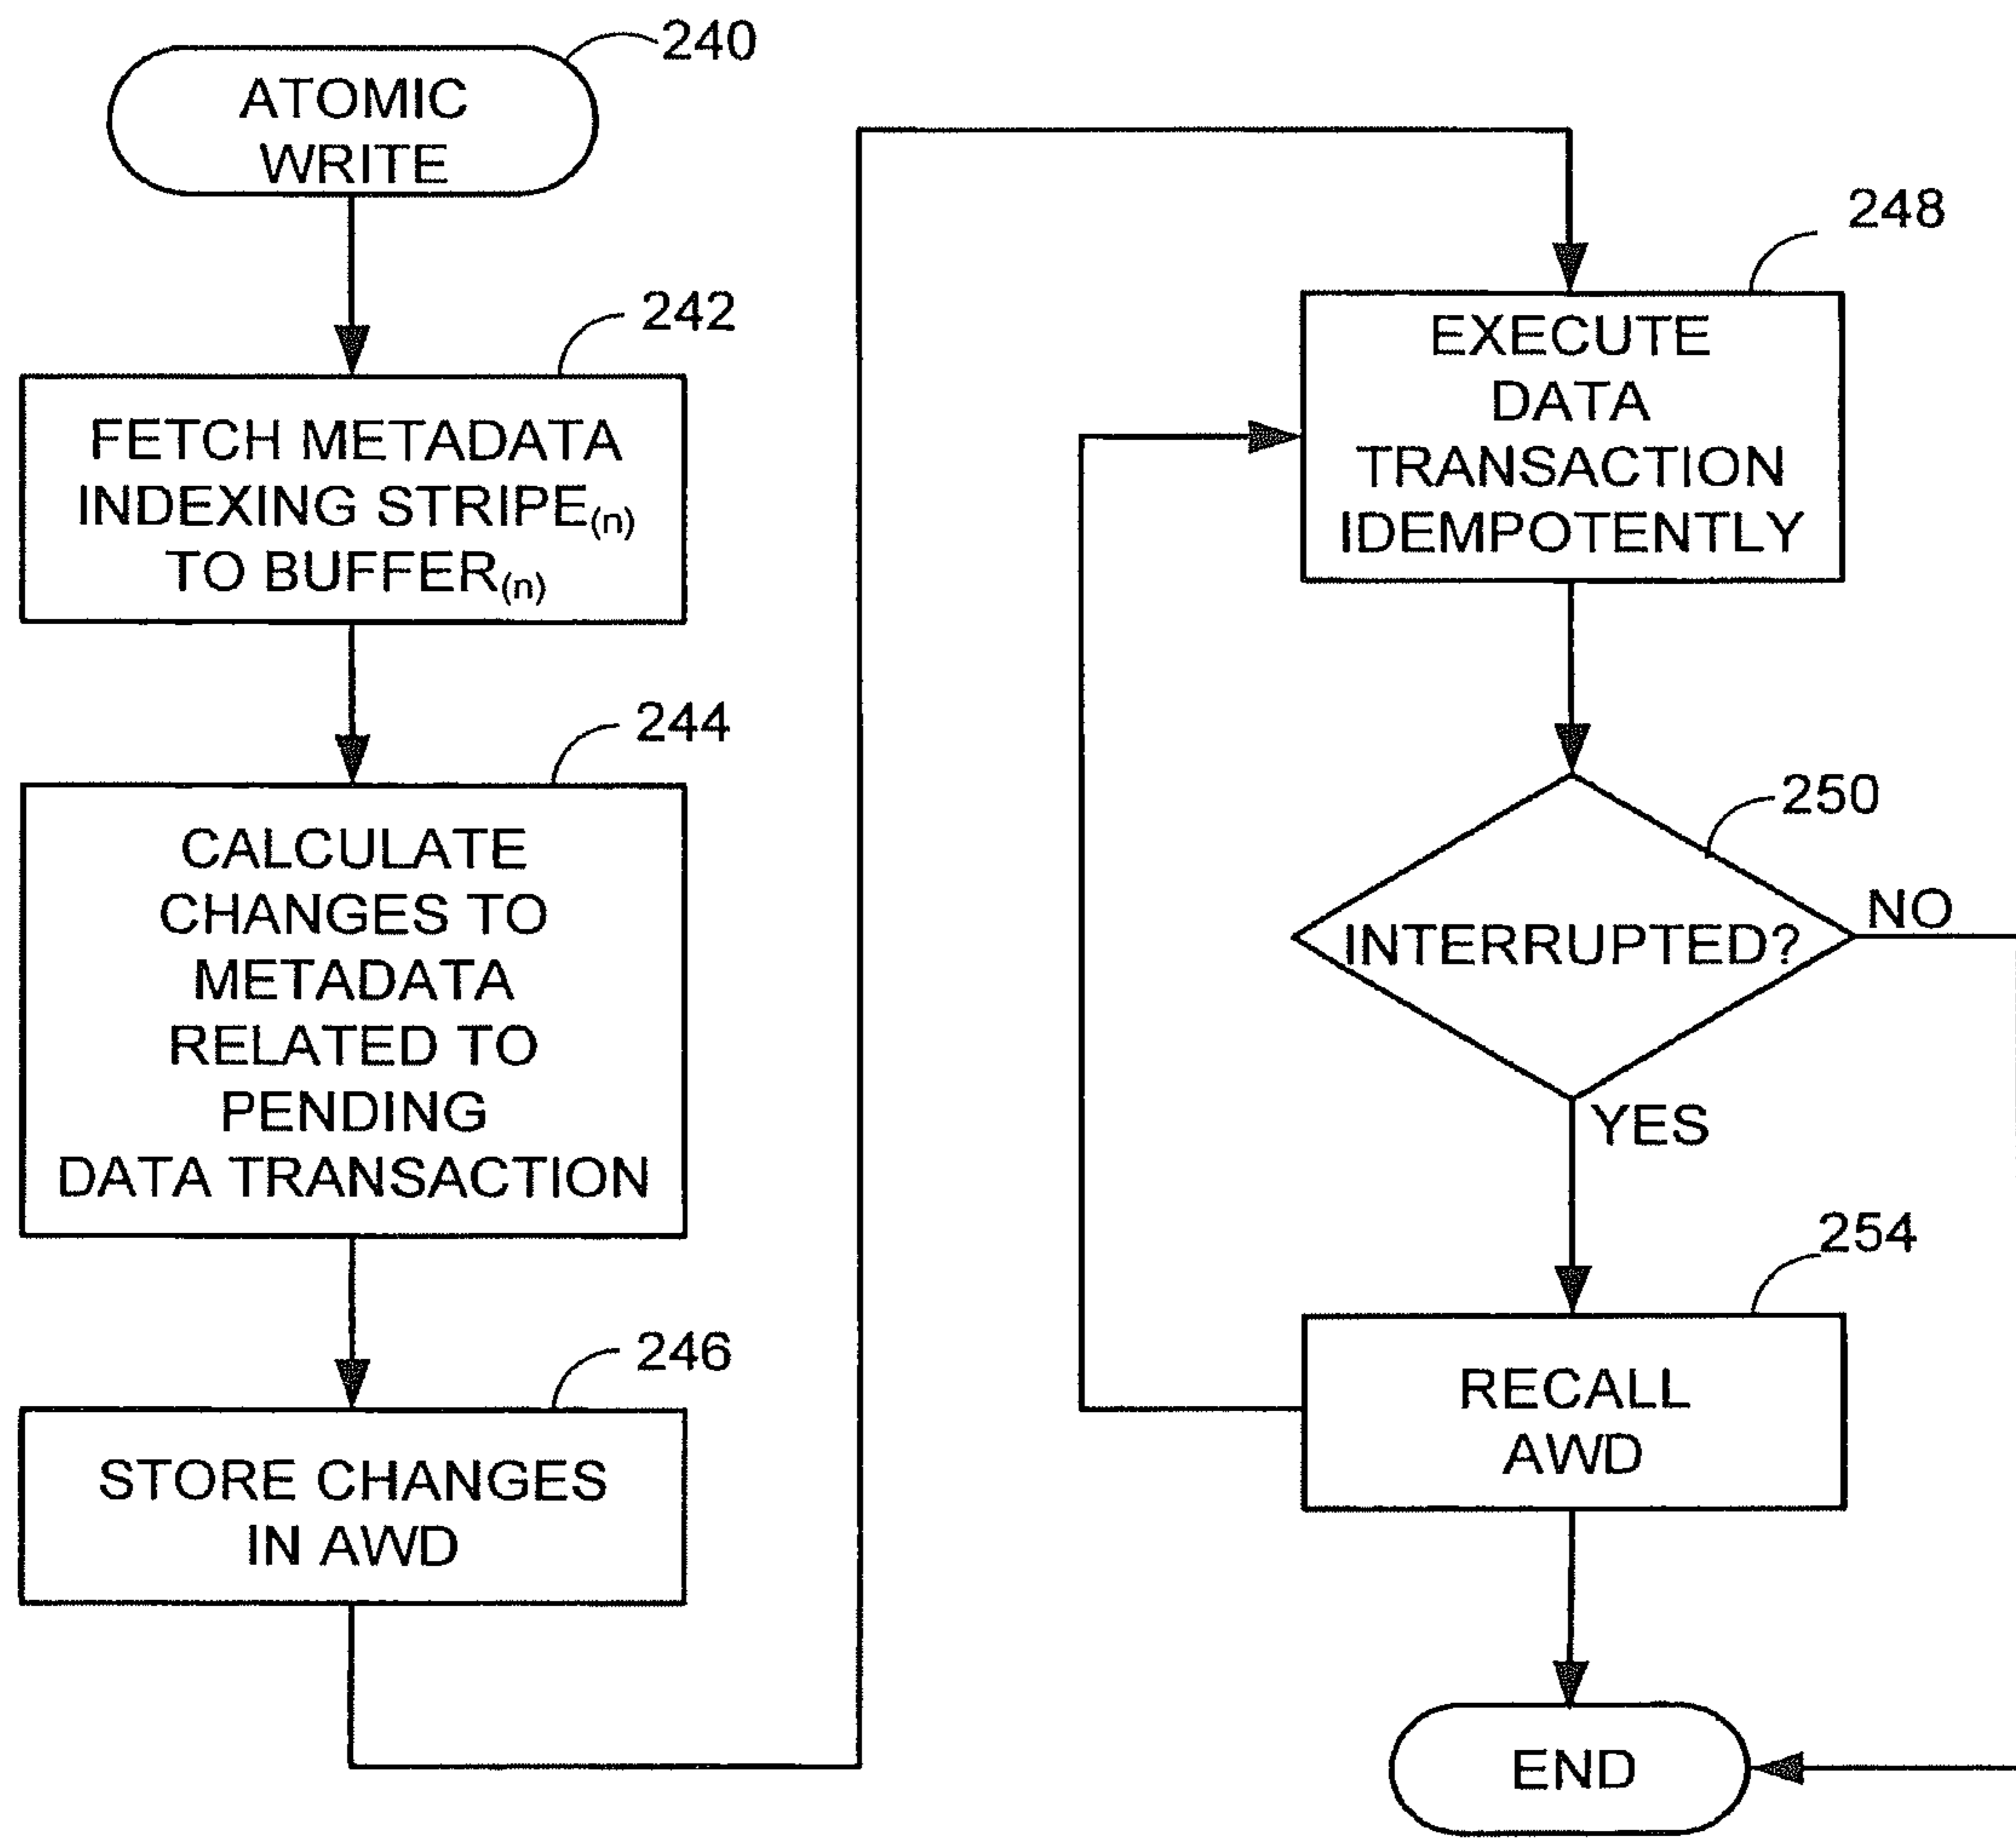 240
ATOMIC
WRITE
242
FETCH METADATA
INDEXING STRIPE(n)
TO BUFFER(n)
244
CALCULATE
CHANGES TO
METADATA
RELATED TO
PENDING
DATA TRANSACTION
246
STORE CHANGES
IN AWD
248
EXECUTE
DATA
TRANSACTION
IDEMPOTENTLY
250
INTERRUPTED?
NO
YES
254
RECALL
AWD
END